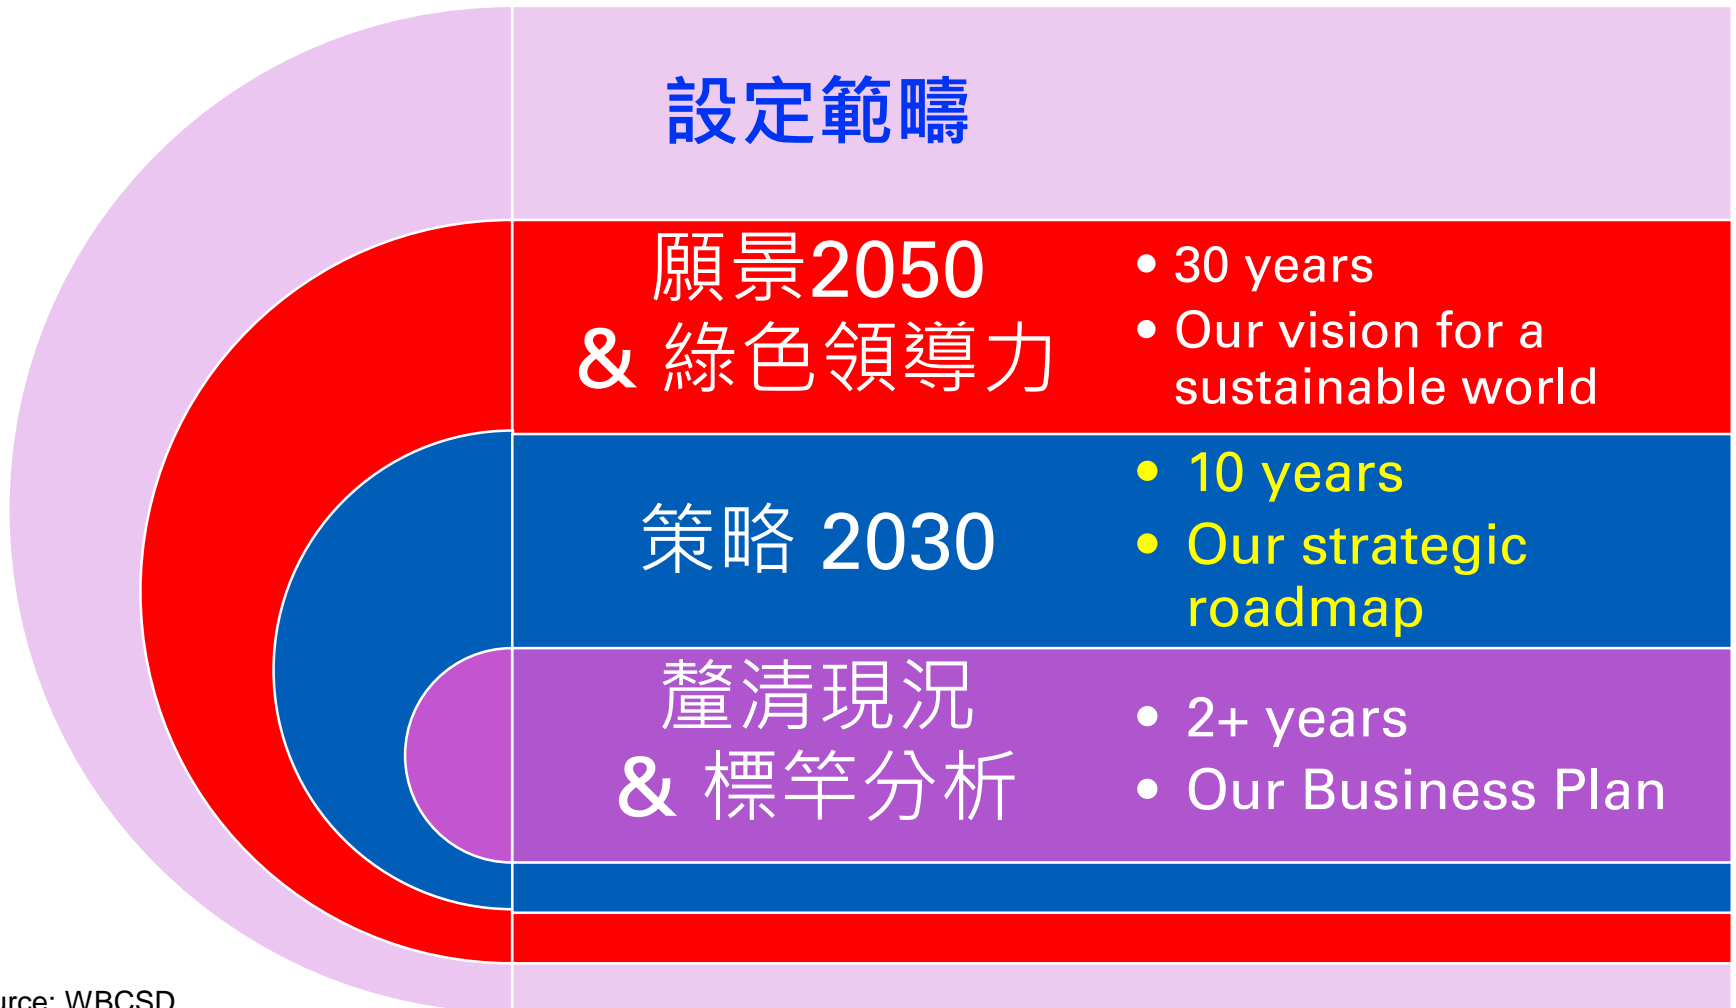 設定範疇
願景2050
& 綠色領導力
• 30 years
• Our vision for a
sustainable world
策略 2030
• 10 years
• Our strategic
roadmap
釐清現況
& 標竿分析
• 2+ years
• Our Business Plan
urce: WBCSD